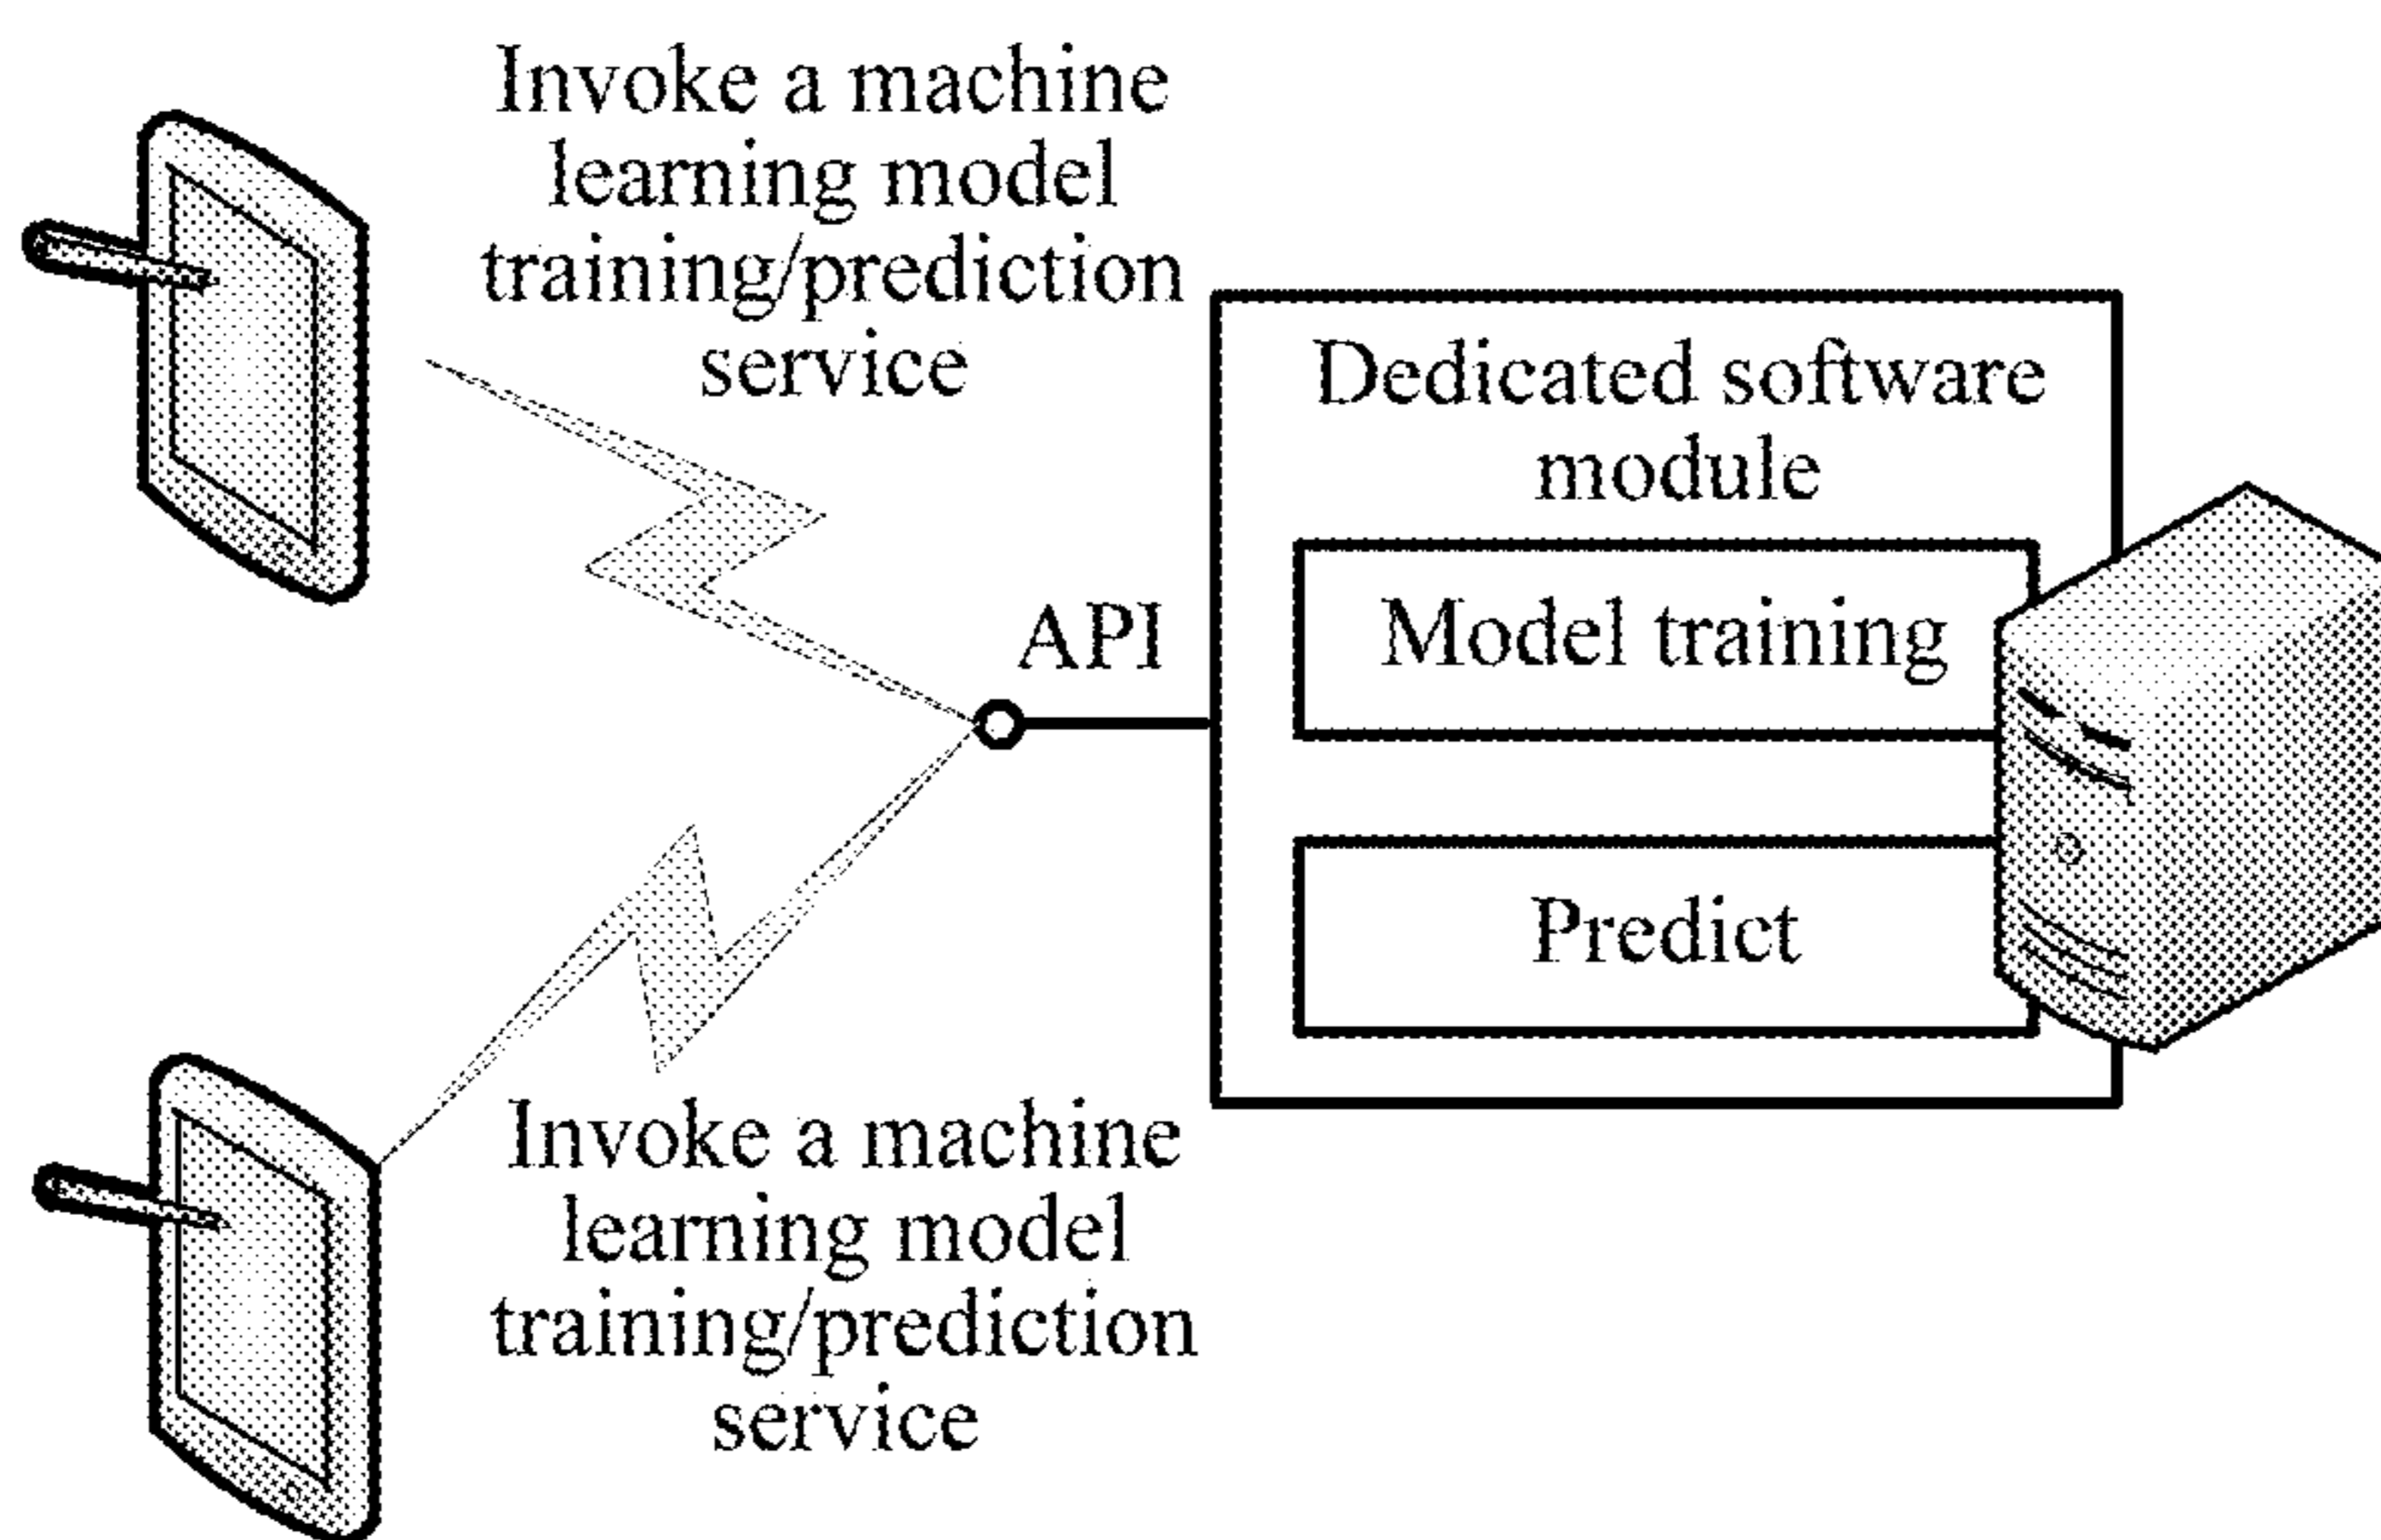 Invoke a machine
learning model
training/prediction
service
Dedicated software
module
API
Model training
Predict
Invoke a machine
learning model
training/prediction
service